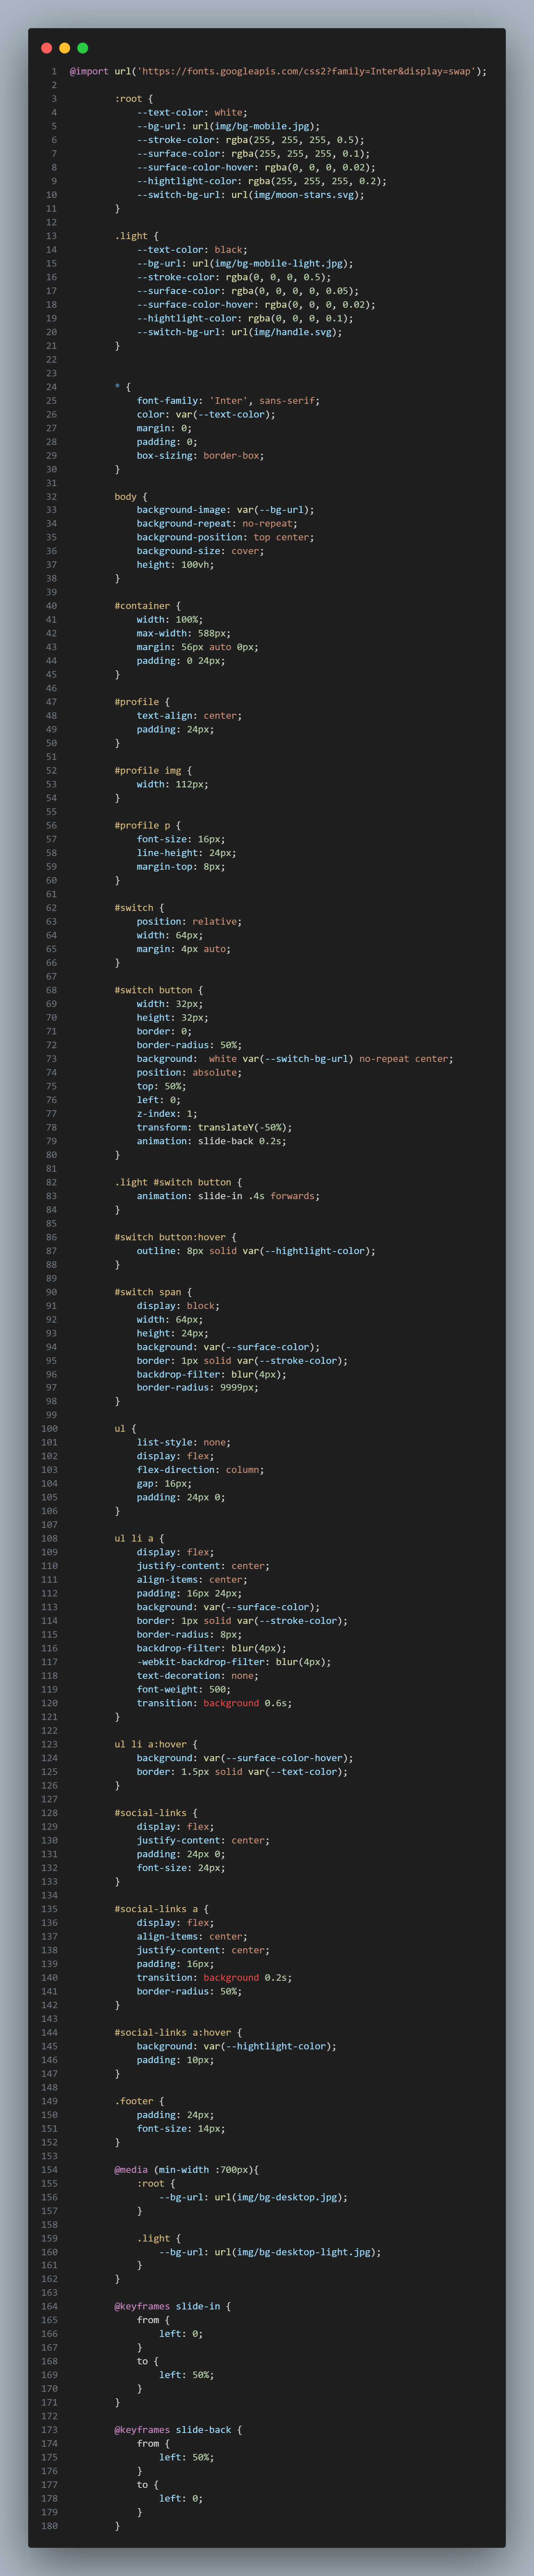 1 @import url('https://fonts.googleapis.com/css2?family=Inter&display=swap');
2
3 :root {
4 --text-color: white;
5 --bg-url: url(img/bg-mobile.jpg);
6 --stroke-color: rgba(255, 255, 255, 0.5);
7 --surface-color: rgba(255, 255, 255, 0.1);
8 --surface-color-hover: rgba(0, 0, 0, 0.02);
9 --hightlight-color: rgba(255, 255, 255, 0.2);
10 --switch-bg-url: url(img/moon-stars.svg);
11 }
12
13 .light {
14 --text-color: black;
15 --bg-url: url(img/bg-mobile-light.jpg);
16 --stroke-color: rgba(0, 0, 0, 0.5);
17 --surface-color: rgba(0, 0, 0, 0.05);
18 --surface-color-hover: rgba(0, 0, 0, 0.02);
19 --hightlight-color: rgba(0, 0, 0, 0.1);
20 --switch-bg-url: url(img/handle.svg);
21 }
22
23
24 * {
25 font-family: 'Inter', sans-serif;
26 color: var(--text-color);
27 margin: 0;
28 padding: 0;
29 box-sizing: border-box;
30 }
31
32 body {
33 background-image: var(--bg-url);
34 background-repeat: no-repeat;
35 background-position: top center;
36 background-size: cover;
37 height: 100vh;
38 }
39
40 #container {
41 width: 100%;
42 max-width: 588px;
43 margin: 56px auto 0px;
44 padding: 0 24px;
45 }
46
47 #profile {
48 text-align: center;
49 padding: 24px;
50 }
51
52 #profile img {
53 width: 112px;
54 }
55
56 #profile p {
57 font-size: 16px;
58 line-height: 24px;
59 margin-top: 8px;
60 }
61
62 #switch {
63 position: relative;
64 width: 64px;
65 margin: 4px auto;
66 }
67
68 #switch button {
69 width: 32px;
70 height: 32px;
71 border: 0;
72 border-radius: 50%;
73 background:  white var(--switch-bg-url) no-repeat center;
74 position: absolute;
75 top: 50%;
76 left: 0;
77 z-index: 1;
78 transform: translateY(-50%);
79 animation: slide-back 0.2s;
80 }
81
82 .light #switch button {
83 animation: slide-in .4s forwards;
84 }
85
86 #switch button:hover {
87 outline: 8px solid var(--hightlight-color);
88 }
89
90 #switch span {
91 display: block;
92 width: 64px;
93 height: 24px;
94 background: var(--surface-color);
95 border: 1px solid var(--stroke-color);
96 backdrop-filter: blur(4px);
97 border-radius: 9999px;
98 }
99
100 ul {
101 list-style: none;
102 display: flex;
103 flex-direction: column;
104 gap: 16px;
105 padding: 24px 0;
106 }
107
108 ul li a {
109 display: flex;
110 justify-content: center;
111 align-items: center;
112 padding: 16px 24px;
113 background: var(--surface-color);
114 border: 1px solid var(--stroke-color);
115 border-radius: 8px;
116 backdrop-filter: blur(4px);
117 -webkit-backdrop-filter: blur(4px);
118 text-decoration: none;
119 font-weight: 500;
120 transition: background 0.6s;
121 }
122
123 ul li a:hover {
124 background: var(--surface-color-hover);
125 border: 1.5px solid var(--text-color);
126 }
127
128 #social-links {
129 display: flex;
130 justify-content: center;
131 padding: 24px 0;
132 font-size: 24px;
133 }
134
135 #social-links a {
136 display: flex;
137 align-items: center;
138 justify-content: center;
139 padding: 16px;
140 transition: background 0.2s;
141 border-radius: 50%;
142 }
143
144 #social-links a:hover {
145 background: var(--hightlight-color);
146 padding: 10px;
147 }
148
149 .footer {
150 padding: 24px;
151 font-size: 14px;
152 }
153
154 @media (min-width :700px){
155 :root {
156 --bg-url: url(img/bg-desktop.jpg);
157 }
158
159 .light {
160 --bg-url: url(img/bg-desktop-light.jpg);
161 }
162 }
163
164 @keyframes slide-in {
165 from {
166 left: 0;
167 }
168 to {
169 left: 50%;
170 }
171 }
172
173 @keyframes slide-back {
174 from {
175 left: 50%;
176 }
177 to {
178 left: 0;
179 }
180 }